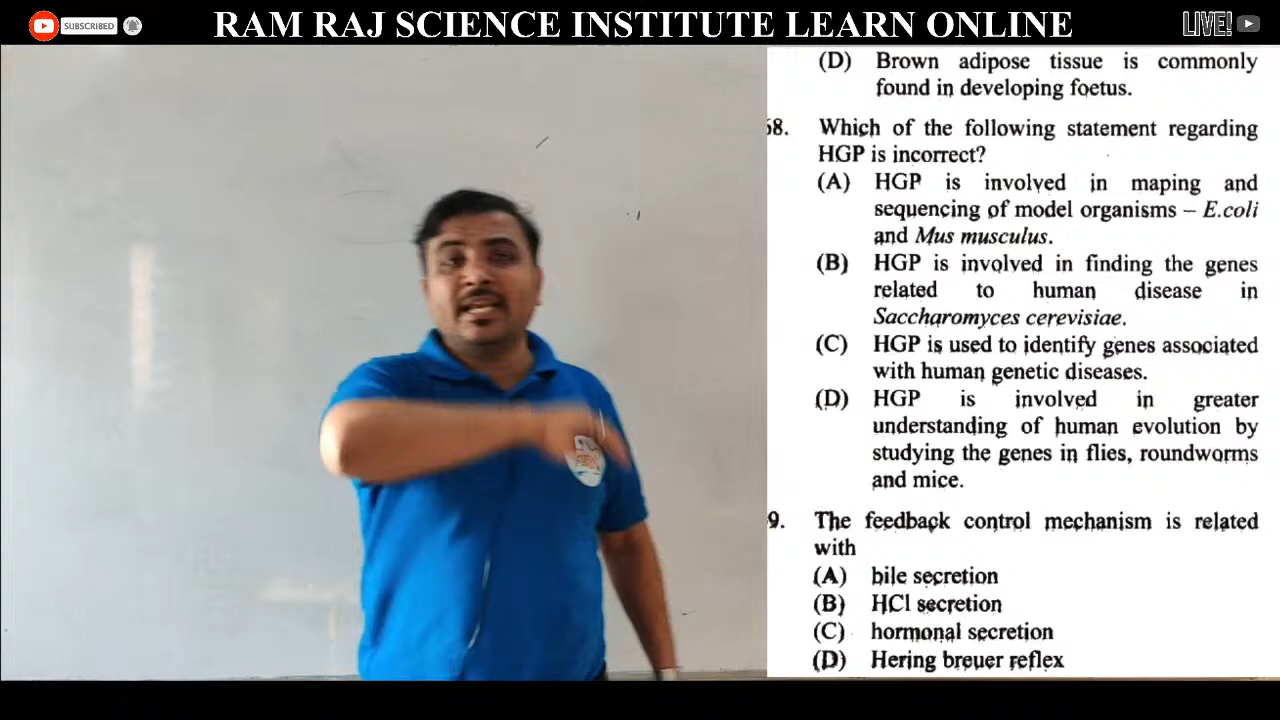 SUBSCRIBED
RAM RAJ SCIENCE INSTITUTE LEARN ONLINE
LIVE!
(D) Brown adipose tissue is commonly
found in developing foetus.
68. Which of the following statement regarding
HGP is incorrect?
(A) HGP is involved in maping and
sequencing of model organisms – E.coli
and Mus musculus.
(B) HGP is involved in finding the genes
related to human disease in
Saccharomyces cerevisiae.
(C) HGP is used to identify genes associated
with human genetic diseases.
(D) HGP is involved in greater
understanding of human evolution by
studying the genes in flies, roundworms
and mice.
9. The feedback control mechanism is related
with
(A) bile secretion
(B) HCl secretion
(C) hormonal secretion
(D) Hering breuer reflex